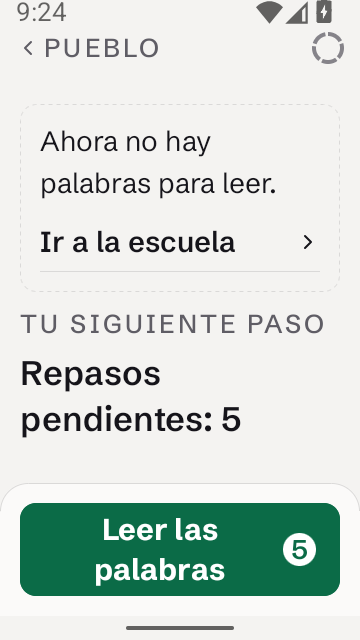 9:24
PUEBLO
Ahora no hay
palabras para leer.
Ir a la escuela
TU SIGUIENTE PASO
Repasos
pendientes: 5
Leer las
palabras
5